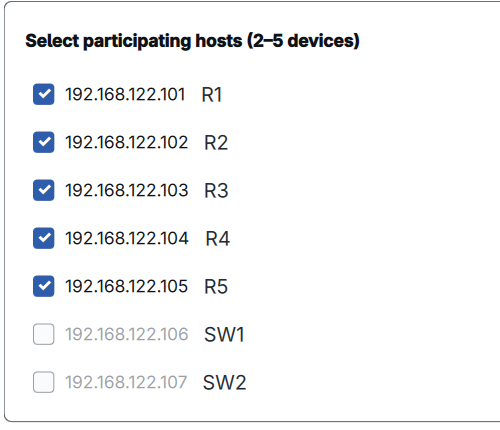 Select participating hosts (2–5 devices)
192.168.122.101 R1
192.168.122.102 R2
192.168.122.103 R3
192.168.122.104 R4
192.168.122.105 R5
192.168.122.106 SW1
192.168.122.107 SW2